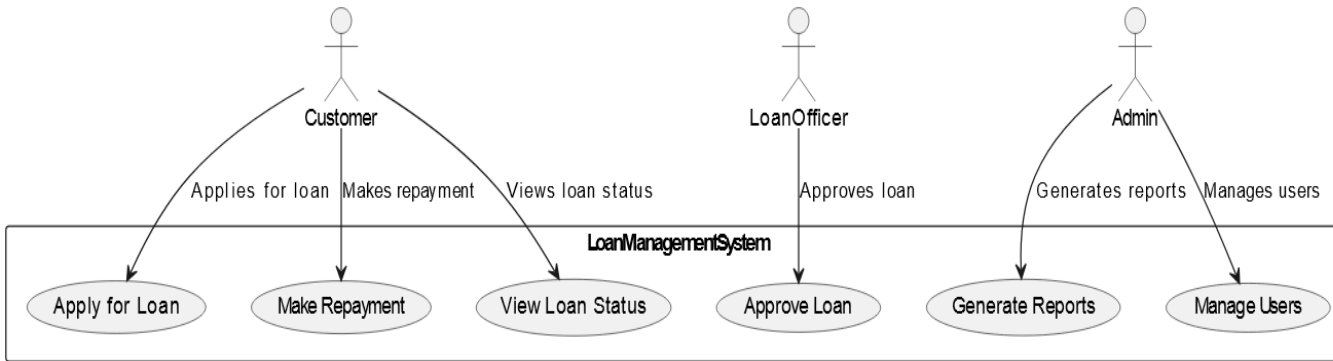 Customer
LoanOfficer
Admin
Applies for loan
Makes repayment
Views loan status
Approves loan
Generates reports
Manages users
LoanManagementSystem
Apply for Loan
Make Repayment
View Loan Status
Approve Loan
Generate Reports
Manage Users